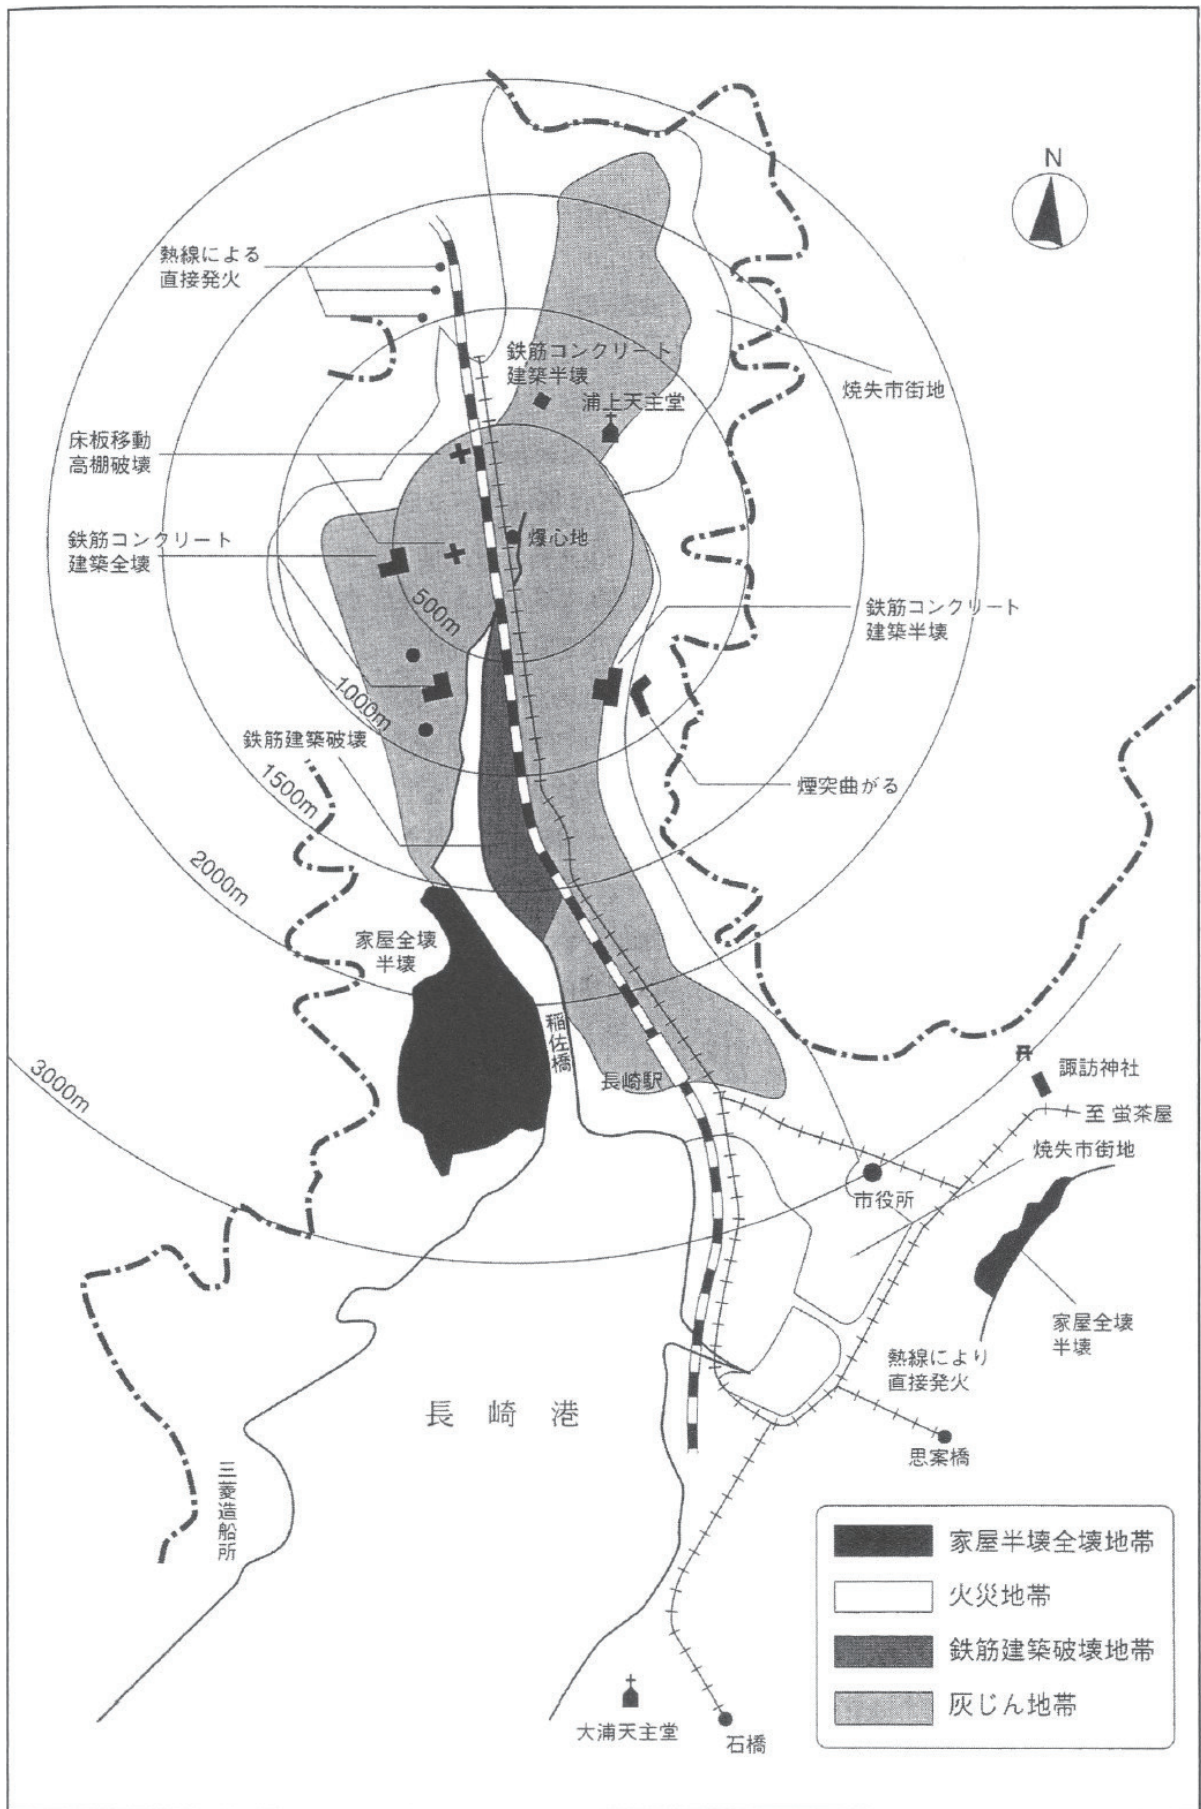 N
熱線による
直接発火
鉄筋コンクリート
建築半壊
浦上天主堂
焼失市街地
床板移動
高棚破壊
鉄筋コンクリート
建築全壊
爆心地
500m
鉄筋コンクリート
建築半壊
1000m
鉄筋建築破壊
煙突曲がる
1500m
2000m
家屋全壊
半壊
稲佐橋
長崎駅
3000m
諏訪神社
至 蛍茶屋
焼失市街地
市役所
家屋全壊
半壊
熱線により
直接発火
長崎港
思案橋
三菱造船所
家屋半壊全壊地帯
火災地帯
鉄筋建築破壊地帯
灰じん地帯
大浦天主堂
石橋